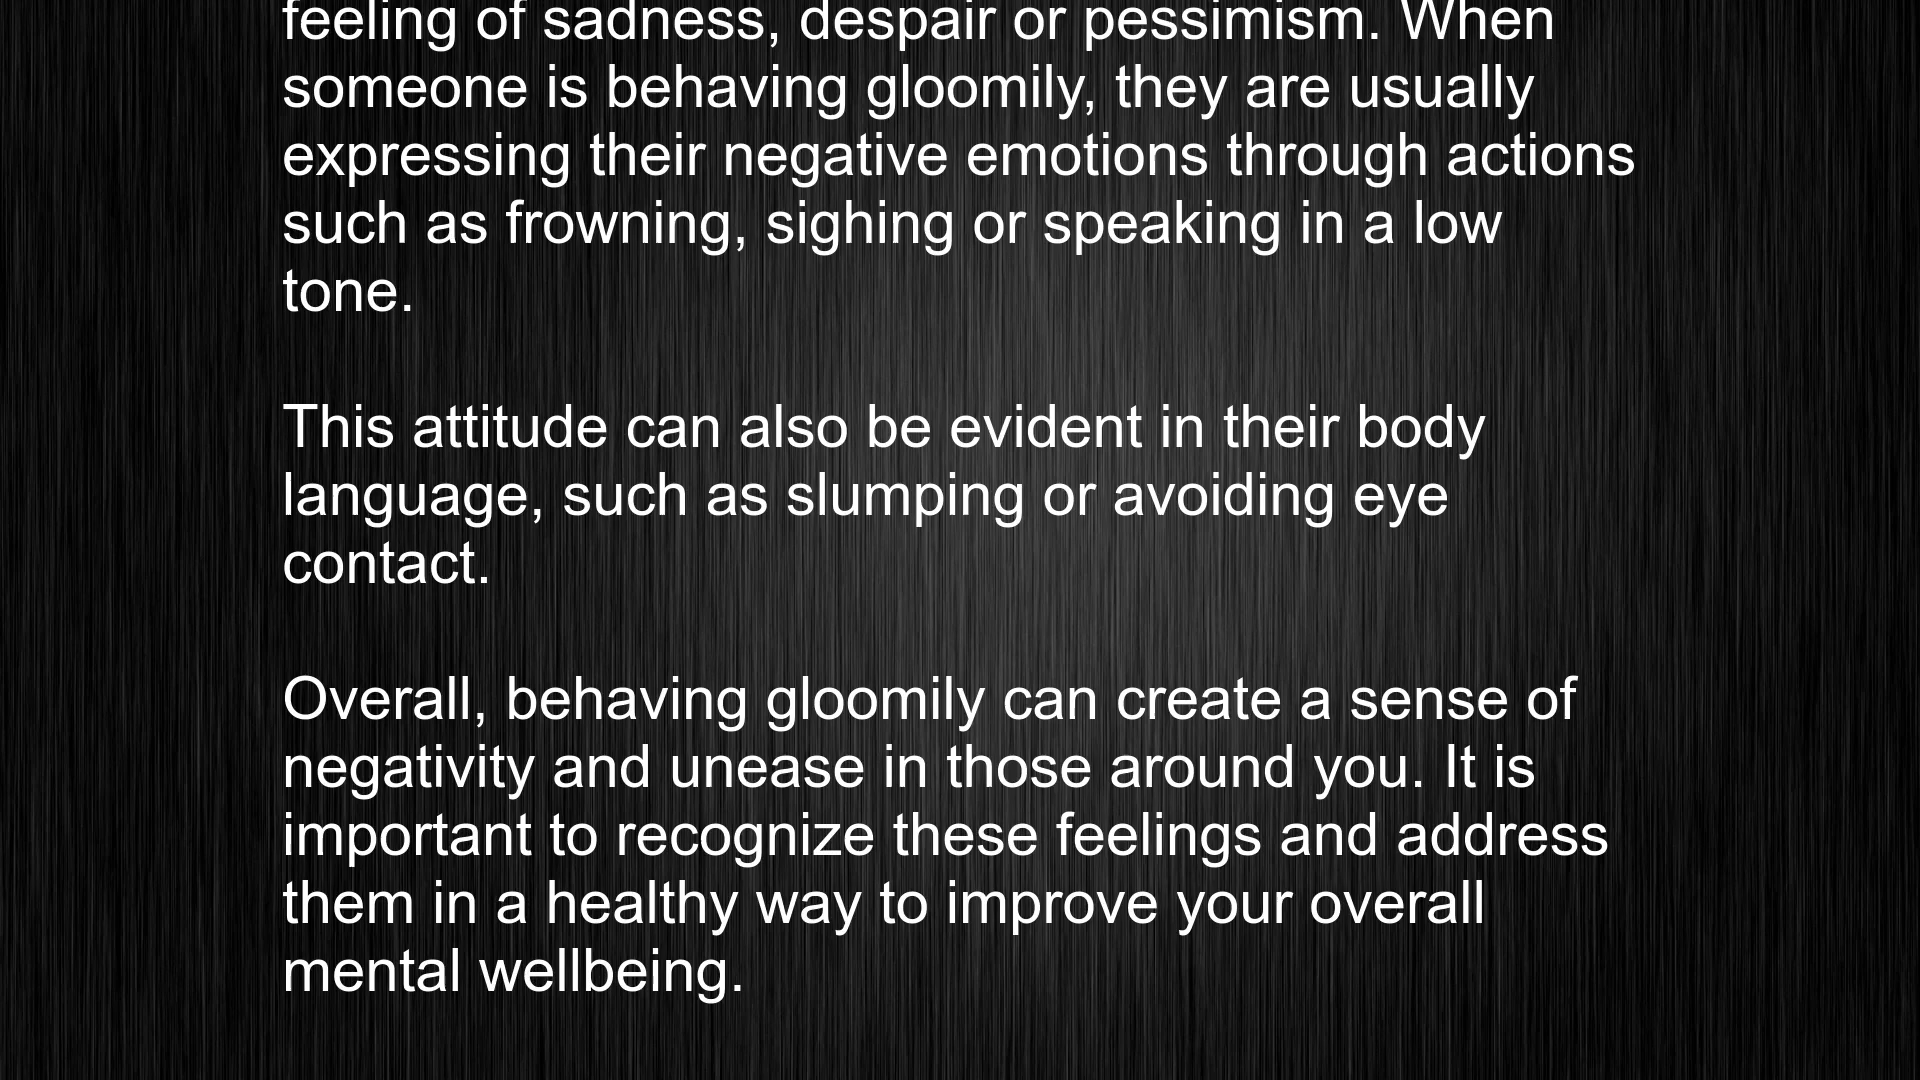 feeling of sadness, despair or pessimism. When
someone is behaving gloomily, they are usually
expressing their negative emotions through actions
such as frowning, sighing or speaking in a low
tone.
This attitude can also be evident in their body
language, such as slumping or avoiding eye
contact.
Overall, behaving gloomily can create a sense of
negativity and unease in those around you. It is
important to recognize these feelings and address
them in a healthy way to improve your overall
mental wellbeing.